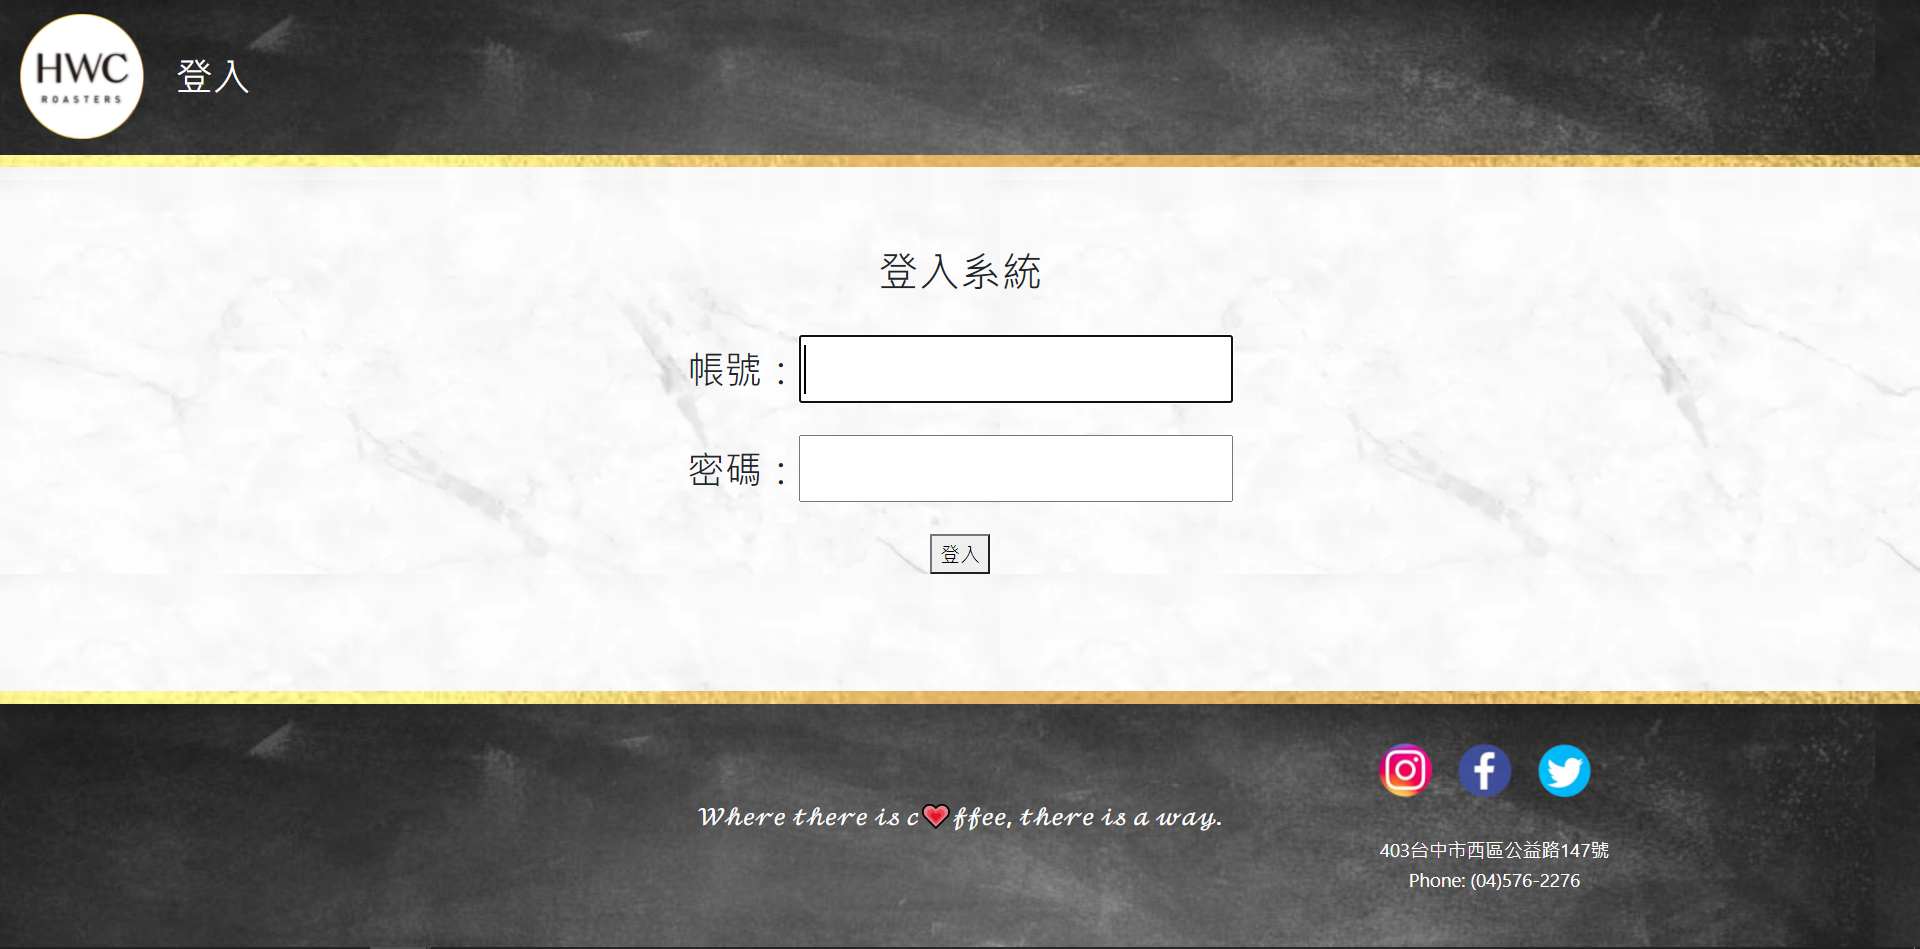 HWC
ROASTERS
登入
登入系統
帳號：
密碼：
登入
Where there is c❤ffee, there is a way.
403台中市西區公益路147號
Phone: (04)576-2276